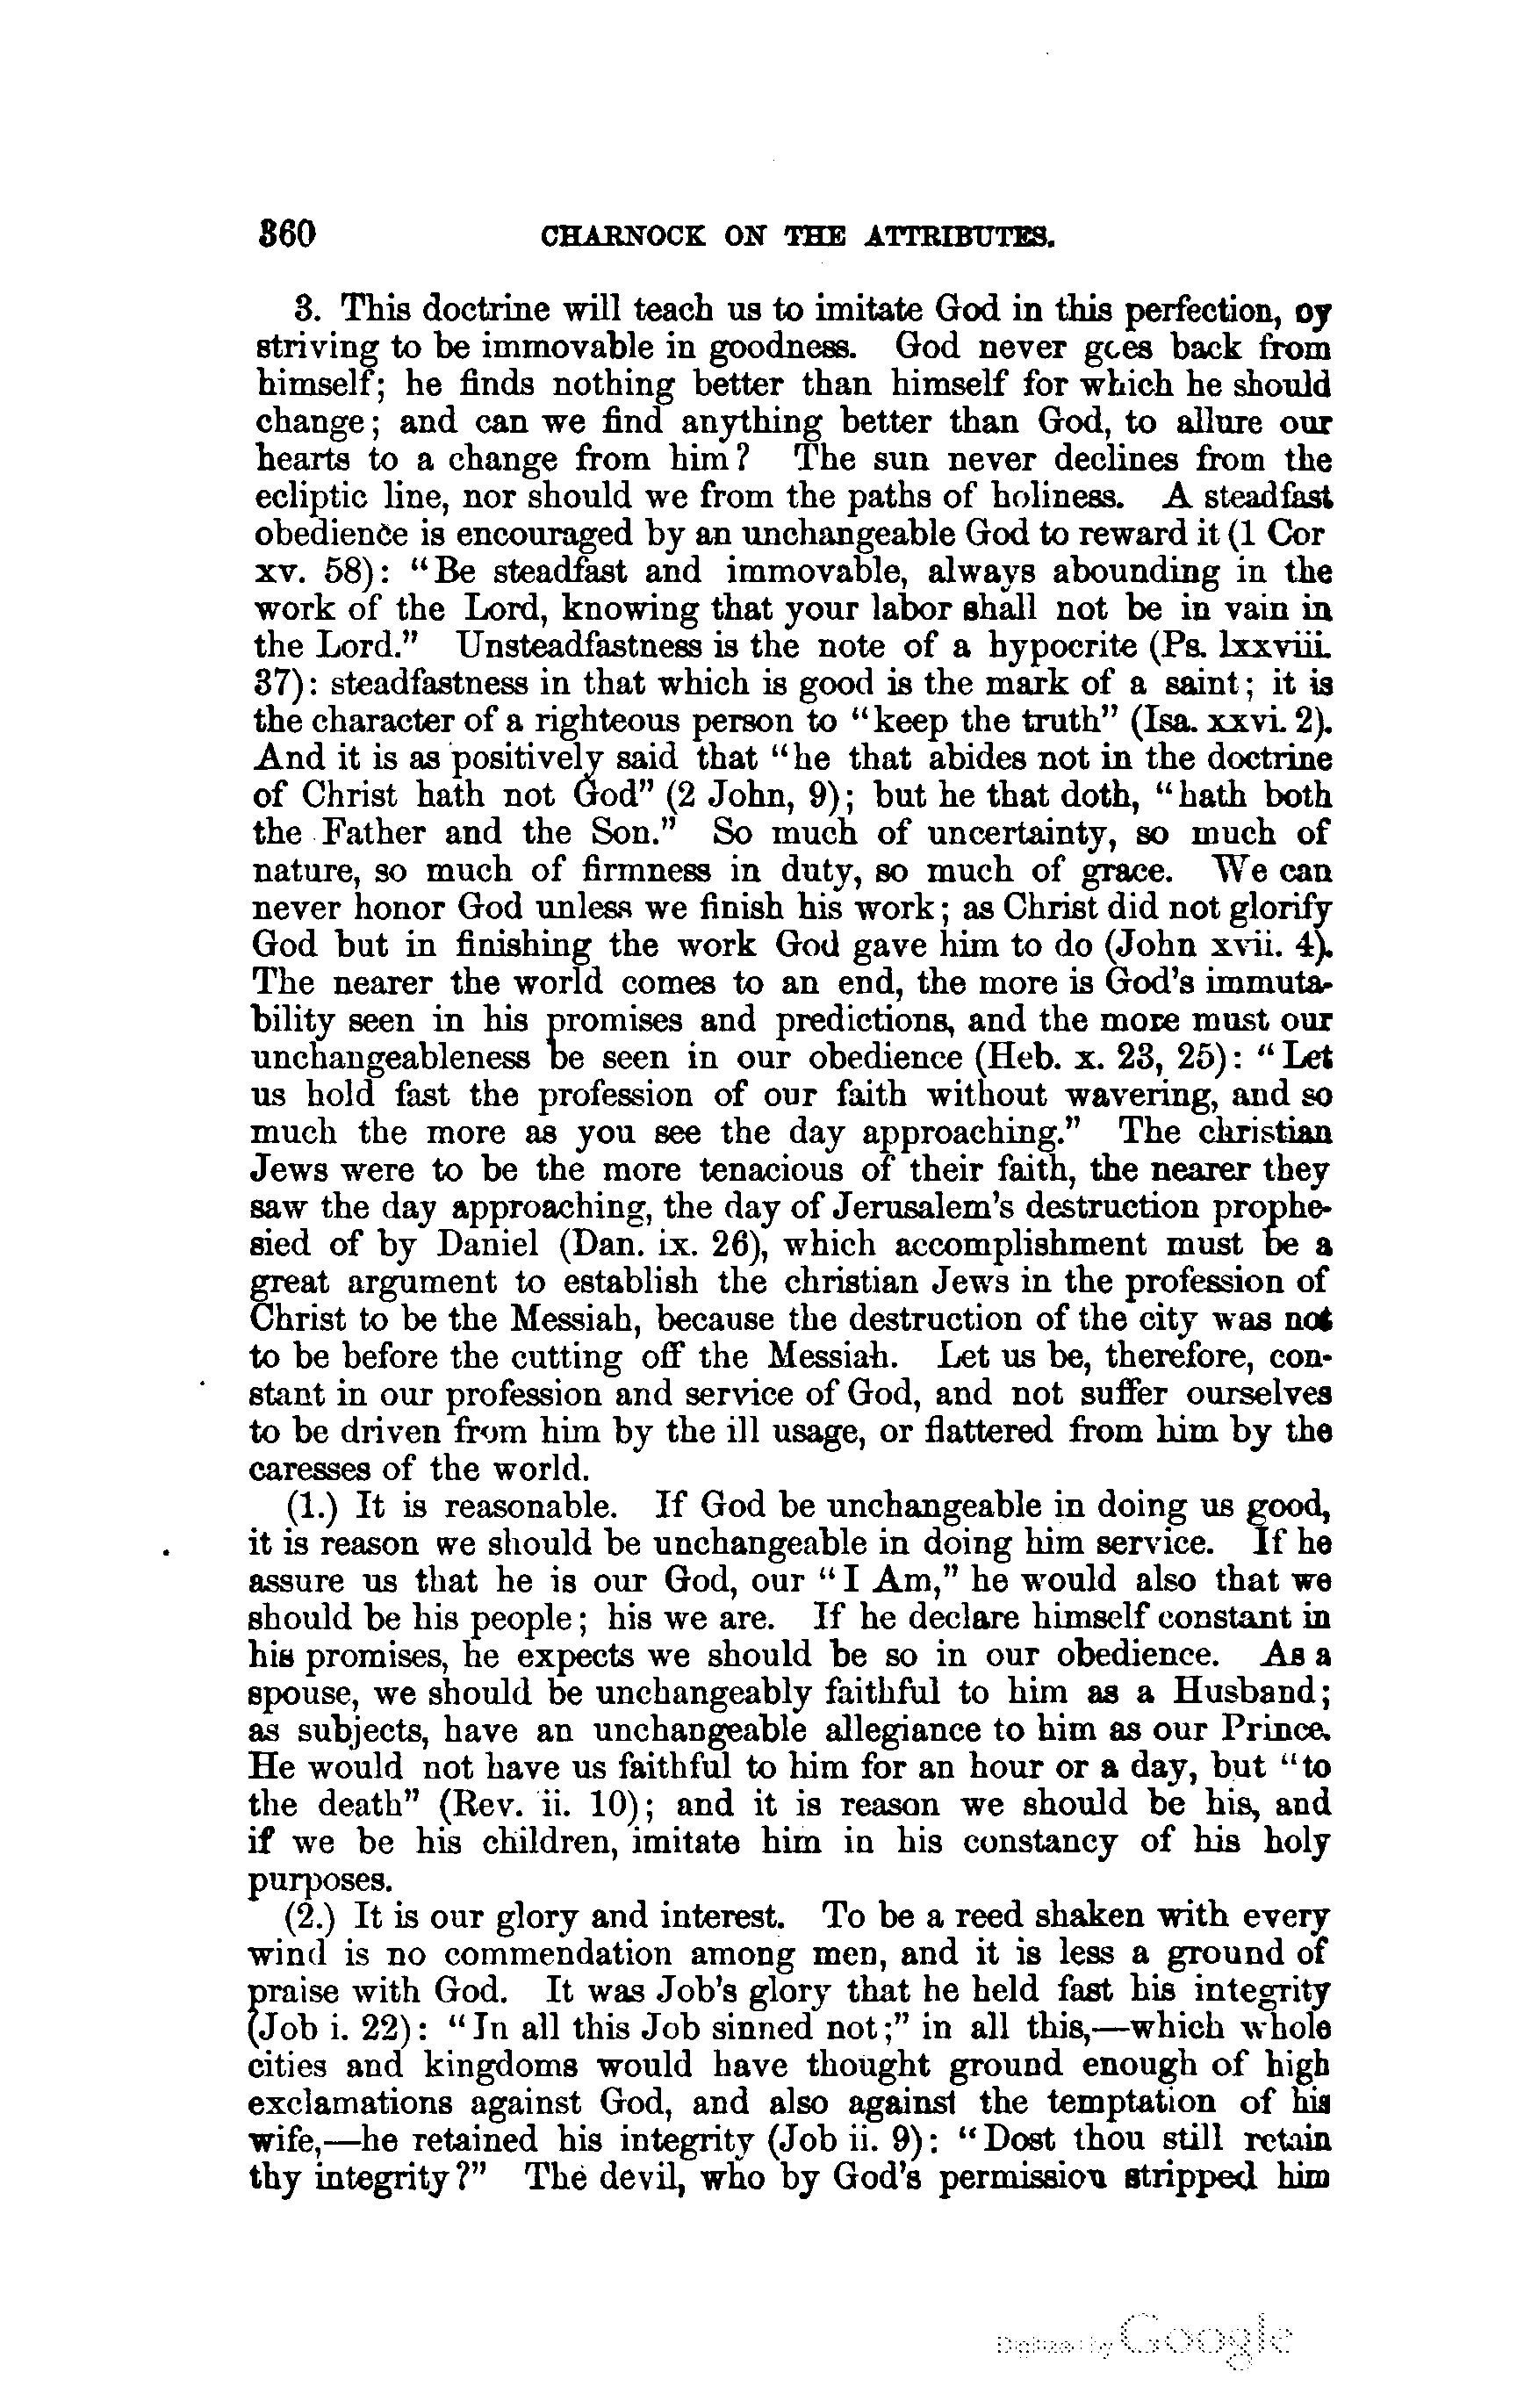 360 CHARNOCK ON THE ATTRIBUTES.
3. This doctrine will teach us to imitate God in this perfection, by
striving to be immovable in goodness. God never goes back from
himself; he finds nothing better than himself for which he should
change; and can we find anything better than God, to allure our
hearts to a change from him? The sun never declines from the
ecliptic line, nor should we from the paths of holiness. A steadfast
obedience is encouraged by an unchangeable God to reward it (1 Cor
xv. 58): "Be steadfast and immovable, always abounding in the
work of the Lord, knowing that your labor shall not be in vain in
the Lord." Unsteadfastness is the note of a hypocrite (Ps. lxxviii.
37): steadfastness in that which is good is the mark of a saint; it is
the character of a righteous person to "keep the truth" (Isa. xxvi. 2).
And it is as positively said that "he that abides not in the doctrine
of Christ hath not God" (2 John, 9); but he that doth, "hath both
the Father and the Son." So much of uncertainty, so much of
nature, so much of firmness in duty, so much of grace. We can
never honor God unless we finish his work; as Christ did not glorify
God but in finishing the work God gave him to do (John xvii. 4).
The nearer the world comes to an end, the more is God's immuta-
bility seen in his promises and predictions, and the more must our
unchangeableness be seen in our obedience (Heb. x. 23, 25): "Let
us hold fast the profession of our faith without wavering, and so
much the more as you see the day approaching." The christian
Jews were to be the more tenacious of their faith, the nearer they
saw the day approaching, the day of Jerusalem's destruction prophe-
sied of by Daniel (Dan. ix. 26), which accomplishment must be a
great argument to establish the christian Jews in the profession of
Christ to be the Messiah, because the destruction of the city was not
to be before the cutting off the Messiah. Let us be, therefore, con-
stant in our profession and service of God, and not suffer ourselves
to be driven from him by the ill usage, or flattered from him by the
caresses of the world.
(1.) It is reasonable. If God be unchangeable in doing us good,
it is reason we should be unchangeable in doing him service. If he
assure us that he is our God, our "I Am," he would also that we
should be his people; his we are. If he declare himself constant in
his promises, he expects we should be so in our obedience. As a
spouse, we should be unchangeably faithful to him as a Husband;
as subjects, have an unchangeable allegiance to him as our Prince.
He would not have us faithful to him for an hour or a day, but "to
the death" (Rev. ii. 10); and it is reason we should be his, and
if we be his children, imitate him in his constancy of his holy
purposes.
(2.) It is our glory and interest. To be a reed shaken with every
wind is no commendation among men, and it is less a ground of
praise with God. It was Job's glory that he held fast his integrity
(Job i. 22): "In all this Job sinned not;" in all this,—which whole
cities and kingdoms would have thought ground enough of high
exclamations against God, and also against the temptation of his
wife,—he retained his integrity (Job ii. 9): "Dost thou still retain
thy integrity?" The devil, who by God's permission stripped him
Digitized by Google